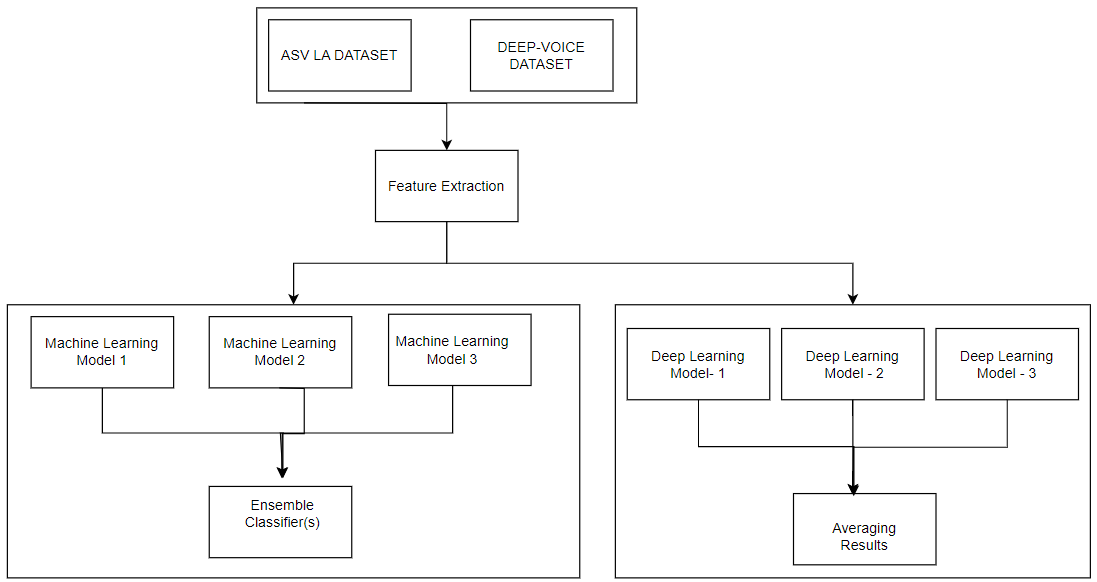 ASV LA DATASET
DEEP-VOICE
DATASET
Feature Extraction
Machine Learning
Model 1
Machine Learning
Model 2
Machine Learning
Model 3
Deep Learning
Model- 1
Deep Learning
Model - 2
Deep Learning
Model - 3
Ensemble
Classifier(s)
Averaging
Results